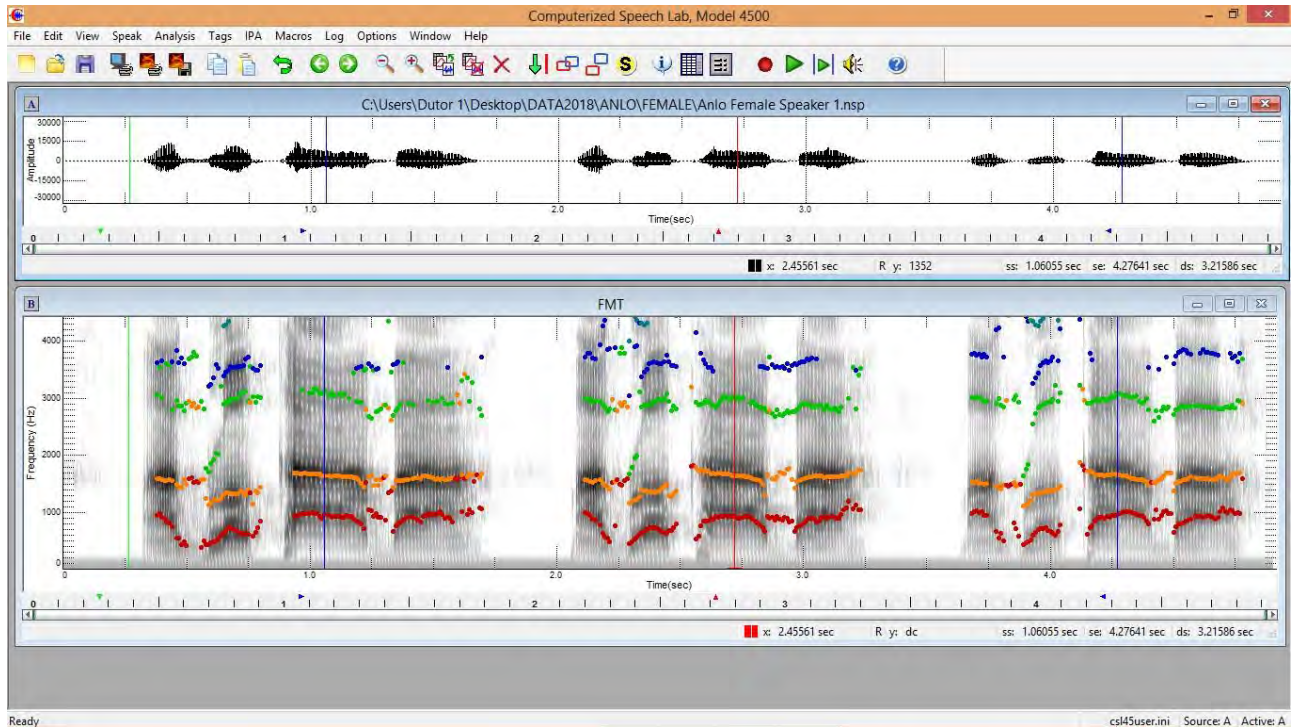 Computerized Speech Lab, Model 4500
File Edit View Speak Analysis Tags IPA Macros Log Options Window Help
A C:\Users\Dutor 1\Desktop\DATA2018\ANLO\FEMALE\Anlo Female Speaker 1.nsp
Amplitude
30000
15000
0
-15000
-30000
0 1.0 2.0 3.0 4.0
Time(sec)
0 1 2 3 4
x: 2.45561 sec R y: 1352 ss: 1.06055 sec se: 4.27641 sec ds: 3.21586 sec
B FMT
Frequency (Hz)
4000
3000
2000
1000
0
0 1.0 2.0 3.0 4.0
Time(sec)
0 1 2 3 4
x: 2.45561 sec R y: dc ss: 1.06055 sec se: 4.27641 sec ds: 3.21586 sec
Ready csl45user.ini Source: A Active: A